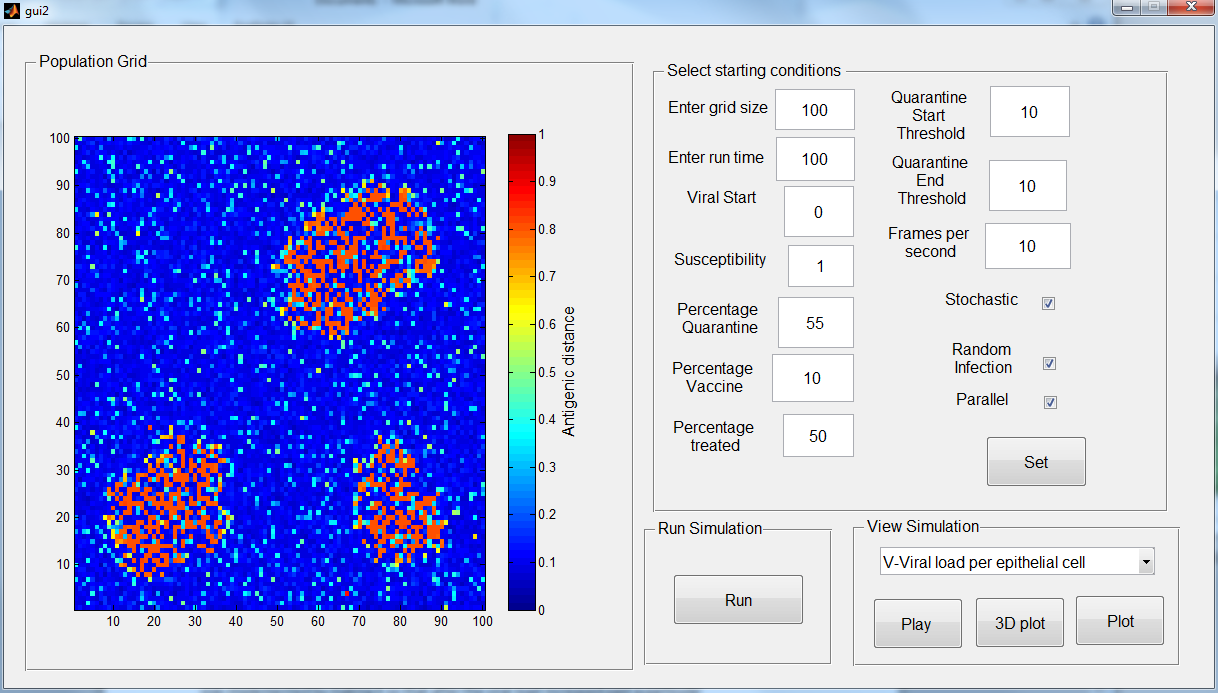 gui2
Population Grid
100
90
80
70
60
50
40
30
20
10
10 20 30 40 50 60 70 80 90 100
1
0.9
0.8
0.7
0.6
0.5
0.4
0.3
0.2
0.1
0
Antigenic distance
Select starting conditions
Enter grid size 100
Enter run time 100
Viral Start 0
Susceptibility 1
Percentage
Quarantine 55
Percentage
Vaccine 10
Percentage
treated 50
Quarantine
Start
Threshold 10
Quarantine
End
Threshold 10
Frames per
second 10
Stochastic
Random
Infection
Parallel
Set
Run Simulation
Run
View Simulation
V-Viral load per epithelial cell
Play 3D plot Plot